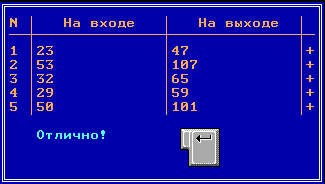 N На входе На выходе
1 23 47 +
2 53 107 +
3 32 65 +
4 29 59 +
5 50 101 +
Отлично!